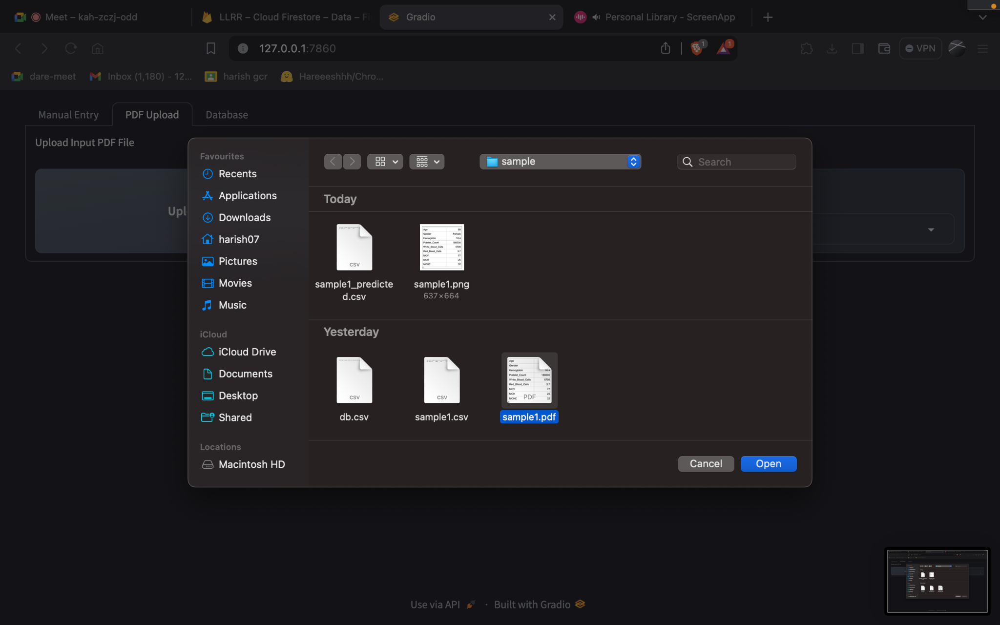 Meet – kah-zczj-odd
LLRR – Cloud Firestore – Data – Fi
Gradio
Personal Library - ScreenApp
127.0.0.1:7860
1
1
VPN
dare-meet
Inbox (1,180) - 12...
harish gcr
Hareeeshhh/Chro...
Manual Entry
PDF Upload
Database
Upload Input PDF File
Upl
Favourites
Recents
Applications
Downloads
harish07
Pictures
Movies
Music
iCloud
iCloud Drive
Documents
Desktop
Shared
Locations
Macintosh HD
sample
Search
Today
CSV
sample1_predicte
d.csv
Age 08
Gender Female
Hemoglobin 10.4
Platelet_Count 180000
White_Blood_Cells 5700
Red_Blood_Cells 3.7
MCV 77
MCH 25
MCHC 32
sample1.png
637×664
Yesterday
CSV
db.csv
CSV
sample1.csv
Age
Gender
Hemoglobin 10.4
Platelet_Count 180000
White_Blood_Cells 5700
Red_Blood_Cells 3.7
MCV 77
MCH 25
MCHC 32
PDF
sample1.pdf
Cancel
Open
Use via API
·
Built with Gradio